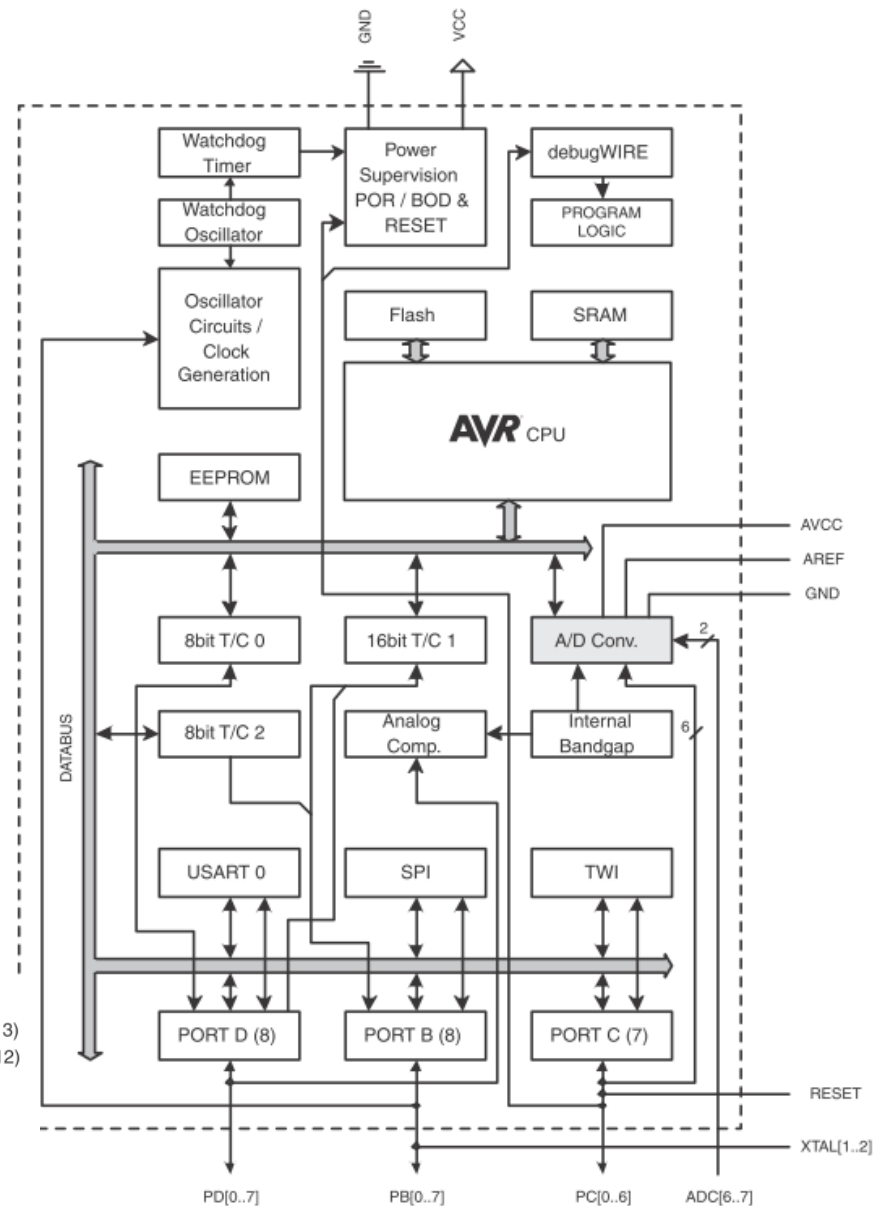 GND
VCC
Watchdog
Timer
Power
Supervision
POR / BOD &
RESET
debugWIRE
Watchdog
Oscillator
PROGRAM
LOGIC
Oscillator
Circuits /
Clock
Generation
Flash
SRAM
AVR CPU
EEPROM
AVCC
AREF
GND
8bit T/C 0
16bit T/C 1
A/D Conv.
2
8bit T/C 2
Analog
Comp.
Internal
Bandgap
6
DATABUS
USART 0
SPI
TWI
3)
12)
PORT D (8)
PORT B (8)
PORT C (7)
RESET
XTAL[1..2]
PD[0..7]
PB[0..7]
PC[0..6]
ADC[6..7]